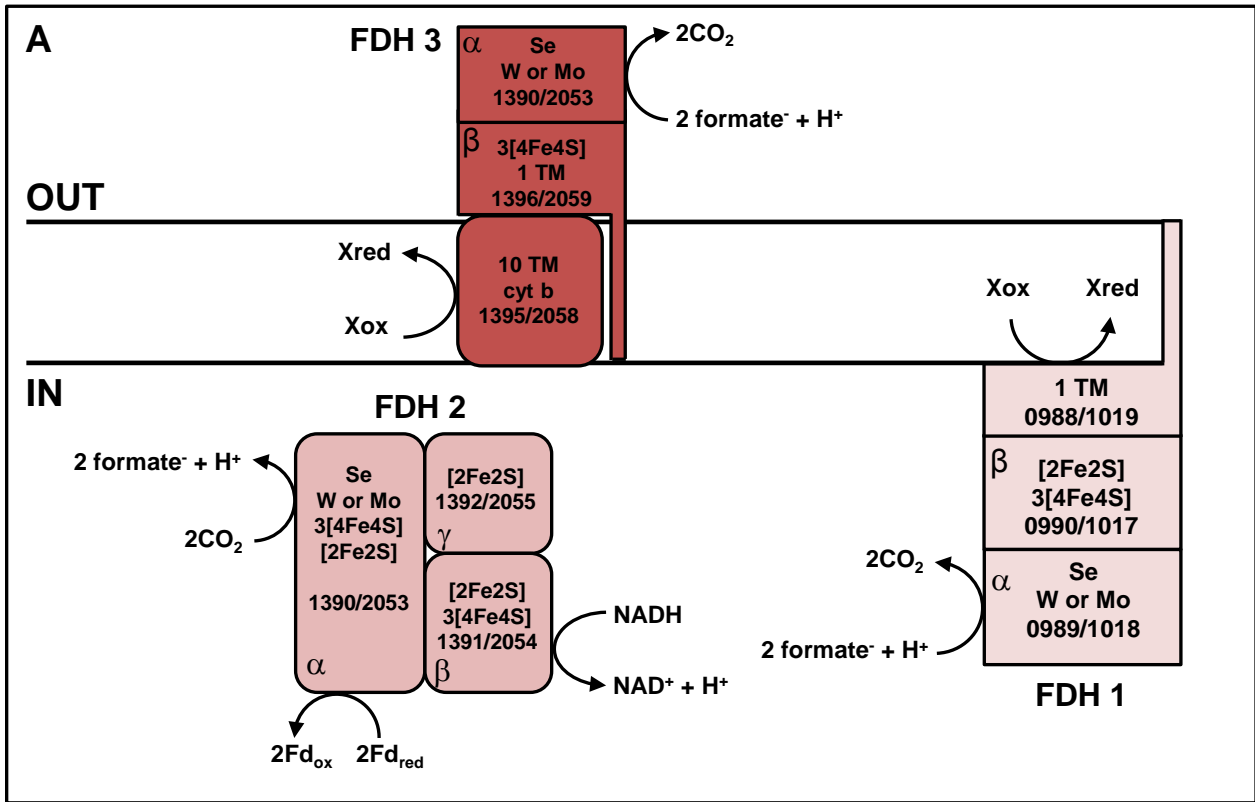 A
FDH 3
α
Se
W or Mo
1390/2053
2CO₂
2 formate⁻ + H⁺
β
3[4Fe4S]
1 TM
1396/2059
OUT
Xred
Xox
10 TM
cyt b
1395/2058
Xox
Xred
IN
FDH 2
2 formate⁻ + H⁺
2CO₂
Se
W or Mo
3[4Fe4S]
[2Fe2S]
1390/2053
α
[2Fe2S]
1392/2055
γ
[2Fe2S]
3[4Fe4S]
1391/2054
β
NADH
NAD⁺ + H⁺
2Fdox
2Fdred
1 TM
0988/1019
β
[2Fe2S]
3[4Fe4S]
0990/1017
α
Se
W or Mo
0989/1018
2CO₂
2 formate⁻ + H⁺
FDH 1